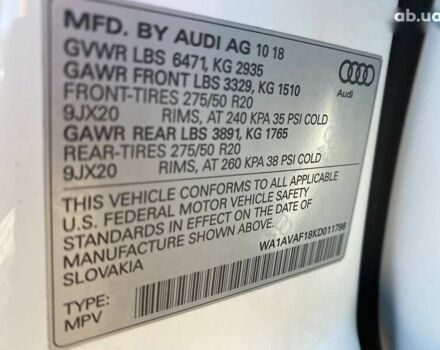 ab.ua
MFD. BY AUDI AG 10 18
GVWR LBS 6471, KG 2935
GAWR FRONT LBS 3329, KG 1510
FRONT-TIRES 275/50 R20
9JX20 RIMS, AT 240 KPA 35 PSI COLD
GAWR REAR LBS 3891, KG 1765
REAR-TIRES 275/50 R20
9JX20 RIMS, AT 260 KPA 38 PSI COLD
Audi
THIS VEHICLE CONFORMS TO ALL APPLICABLE
U.S. FEDERAL MOTOR VEHICLE SAFETY
STANDARDS IN EFFECT ON THE DATE OF
MANUFACTURE SHOWN ABOVE.
SLOVAKIA
WA1AVAF18KD011796
TYPE:
MPV